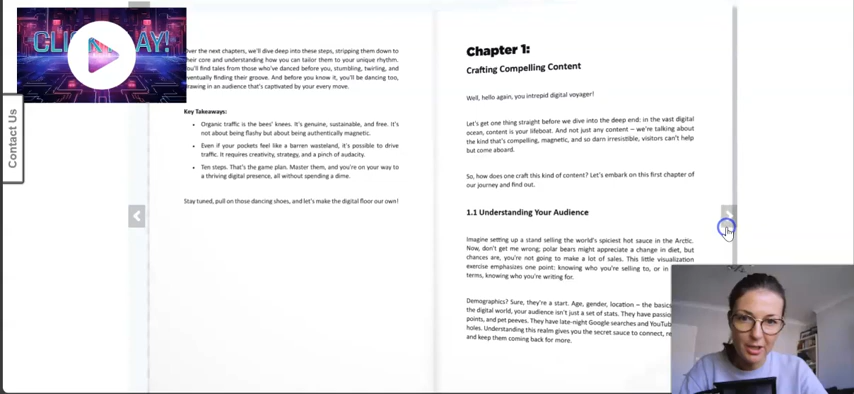 CLI AY!
Contact Us
Over the next chapters, we'll dive deep into these steps, stripping them down to
their core and understanding how you can tailor them to your unique rhythm.
You'll find tales from those who've danced before you, stumbling, twirling, and
eventually finding their groove. And before you know it, you'll be dancing too,
drawing in an audience that's captivated by your every move.
Key Takeaways:
• Organic traffic is the bees' knees. It's genuine, sustainable, and free. It's
not about being flashy but about being authentically magnetic.
• Even if your pockets feel like a barren wasteland, it's possible to drive
traffic. It requires creativity, strategy, and a pinch of audacity.
• Ten steps. That's the game plan. Master them, and you're on your way to
a thriving digital presence, all without spending a dime.
Stay tuned, pull on those dancing shoes, and let's make the digital floor our own!
Chapter 1:
Crafting Compelling Content
Well, hello again, you intrepid digital voyager!
Let's get one thing straight before we dive into the deep end: in the vast digital
ocean, content is your lifeboat. And not just any content – we're talking about
the kind that's compelling, magnetic, and so darn irresistible, visitors can't help
but come aboard.
So, how does one craft this kind of content? Let's embark on this first chapter of
our journey and find out.
1.1 Understanding Your Audience
Imagine setting up a stand selling the world's spiciest hot sauce in the Arctic.
Now, don't get me wrong; polar bears might appreciate a change in diet, but
chances are, you're not going to make a lot of sales. This little visualization
exercise emphasizes one point: knowing who you're selling to, or in
terms, knowing who you're writing for.
Demographics? Sure, they're a start. Age, gender, location – the basics
the digital world, your audience isn't just a set of stats. They have passio
points, and pet peeves. They have late-night Google searches and YouTub
holes. Understanding this realm gives you the secret sauce to connect, re
and keep them coming back for more.